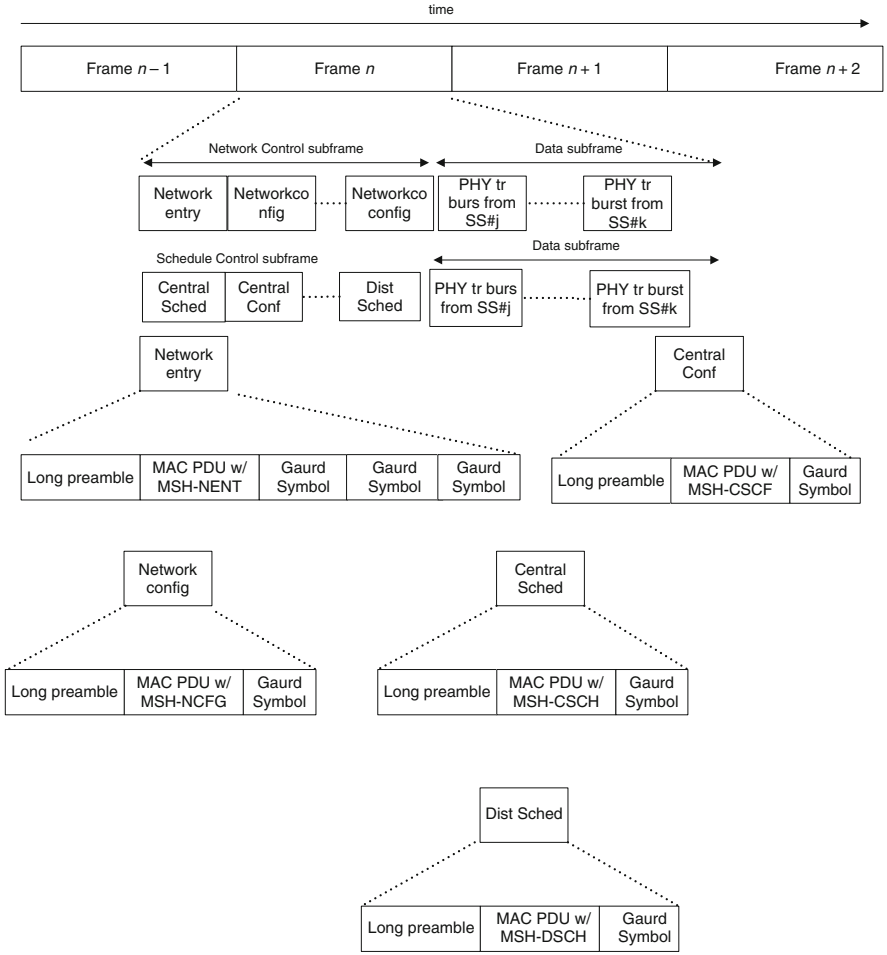 time
Frame n – 1
Frame n
Frame n + 1
Frame n + 2
Network Control subframe
Data subframe
Network
entry
Networkco
nfig
Networkco
config
PHY tr
burs from
SS#j
PHY tr
burst from
SS#k
Schedule Control subframe
Data subframe
Central
Sched
Central
Conf
Dist
Sched
PHY tr burs
from SS#j
PHY tr burst
from SS#k
Network
entry
Central
Conf
Long preamble
MAC PDU w/
MSH-NENT
Gaurd
Symbol
Gaurd
Symbol
Gaurd
Symbol
Long preamble
MAC PDU w/
MSH-CSCF
Gaurd
Symbol
Network
config
Central
Sched
Long preamble
MAC PDU w/
MSH-NCFG
Gaurd
Symbol
Long preamble
MAC PDU w/
MSH-CSCH
Gaurd
Symbol
Dist Sched
Long preamble
MAC PDU w/
MSH-DSCH
Gaurd
Symbol